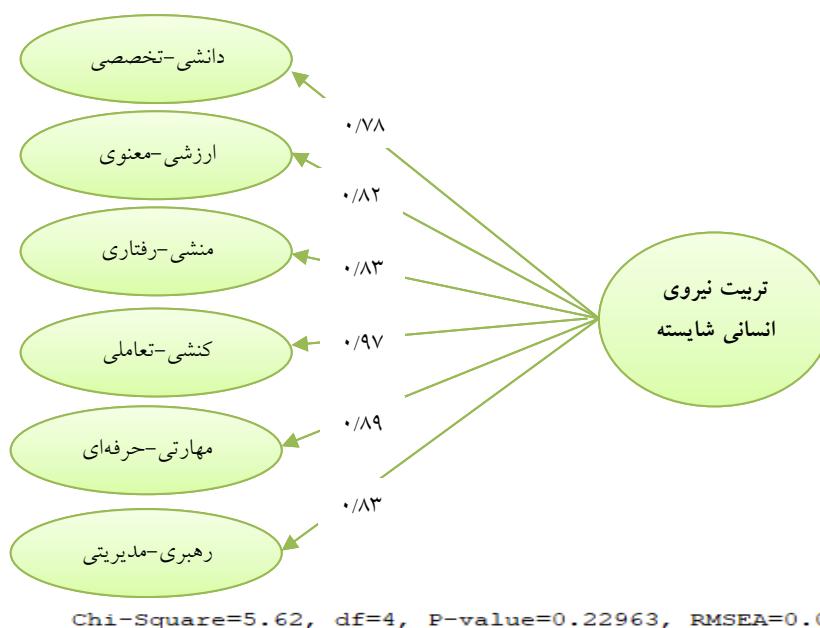 دانشی-تخصصی
۰/۷۸
ارزشی-معنوی
۰/۸۲
منشی-رفتاری
۰/۸۳
تربیت نیروی
انسانی شایسته
کنشی-تعاملی
۰/۹۷
مهارتی-حرفه‌ای
۰/۸۹
رهبری-مدیریتی
۰/۸۳
Chi-Square=5.62, df=4, P-value=0.22963, RMSEA=0.0